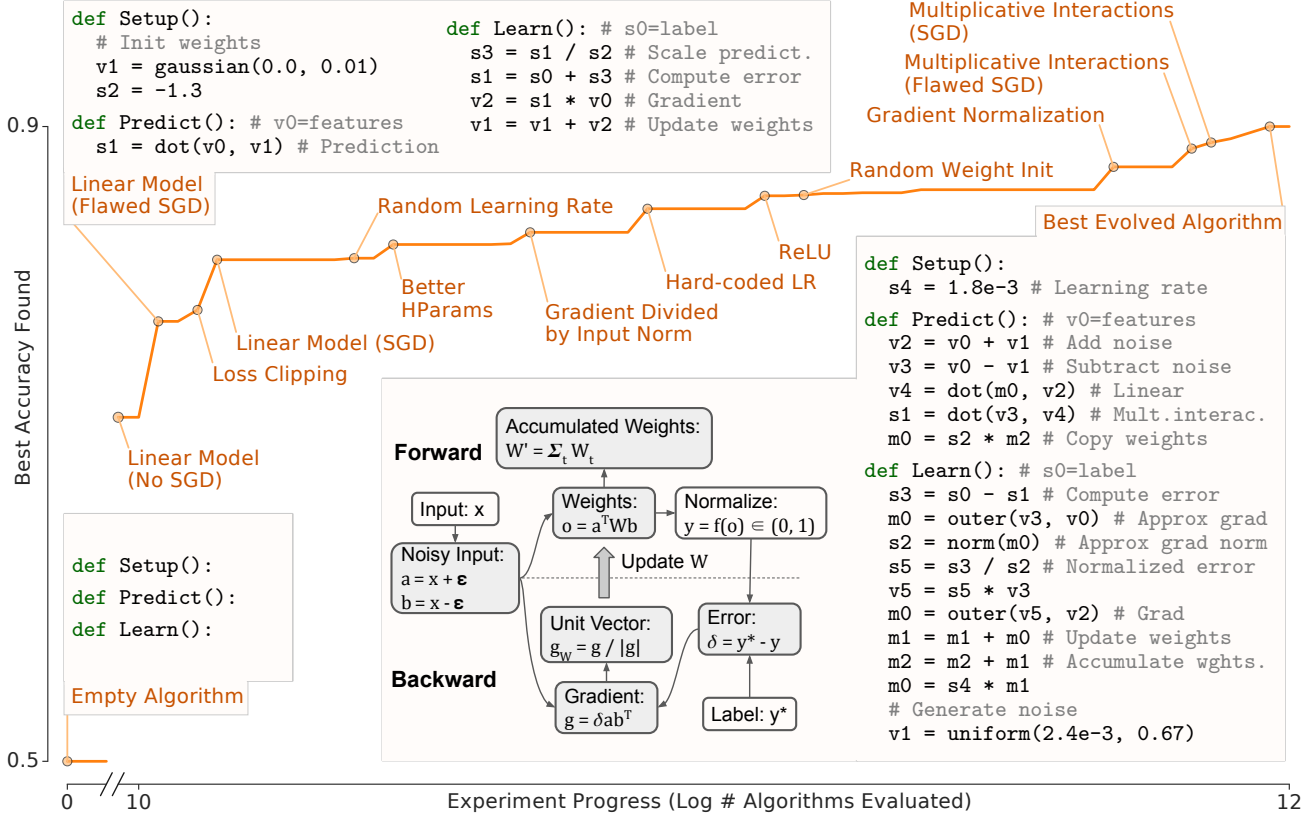 def Setup():
# Init weights
v1 = gaussian(0.0, 0.01)
s2 = -1.3
def Predict(): # v0=features
s1 = dot(v0, v1) # Prediction
def Learn(): # s0=label
s3 = s1 / s2 # Scale predict.
s1 = s0 + s3 # Compute error
v2 = s1 * v0 # Gradient
v1 = v1 + v2 # Update weights
Linear Model
(Flawed SGD)
Multiplicative Interactions
(SGD)
Multiplicative Interactions
(Flawed SGD)
Gradient Normalization
Random Weight Init
Random Learning Rate
ReLU
Hard-coded LR
Better
HParams
Gradient Divided
by Input Norm
Linear Model (SGD)
Loss Clipping
Linear Model
(No SGD)
Best Evolved Algorithm
def Setup():
s4 = 1.8e-3 # Learning rate
def Predict(): # v0=features
v2 = v0 + v1 # Add noise
v3 = v0 - v1 # Subtract noise
v4 = dot(m0, v2) # Linear
s1 = dot(v3, v4) # Mult.interac.
m0 = s2 * m2 # Copy weights
def Learn(): # s0=label
s3 = s0 - s1 # Compute error
m0 = outer(v3, v0) # Approx grad
s2 = norm(m0) # Approx grad norm
s5 = s3 / s2 # Normalized error
v5 = s5 * v3
m0 = outer(v5, v2) # Grad
m1 = m1 + m0 # Update weights
m2 = m2 + m1 # Accumulate wghts.
m0 = s4 * m1
# Generate noise
v1 = uniform(2.4e-3, 0.67)
Forward
Accumulated Weights:
W' = Σt Wt
Input: x
Weights:
o = aᵀWb
Normalize:
y = f(o) ∈ (0, 1)
Noisy Input:
a = x + ε
b = x - ε
Update W
Unit Vector:
gW = g / |g|
Error:
δ = y* - y
Backward
Gradient:
g = δabᵀ
Label: y*
def Setup():
def Predict():
def Learn():
Empty Algorithm
Best Accuracy Found
0.9
0.5
0
10
12
Experiment Progress (Log # Algorithms Evaluated)